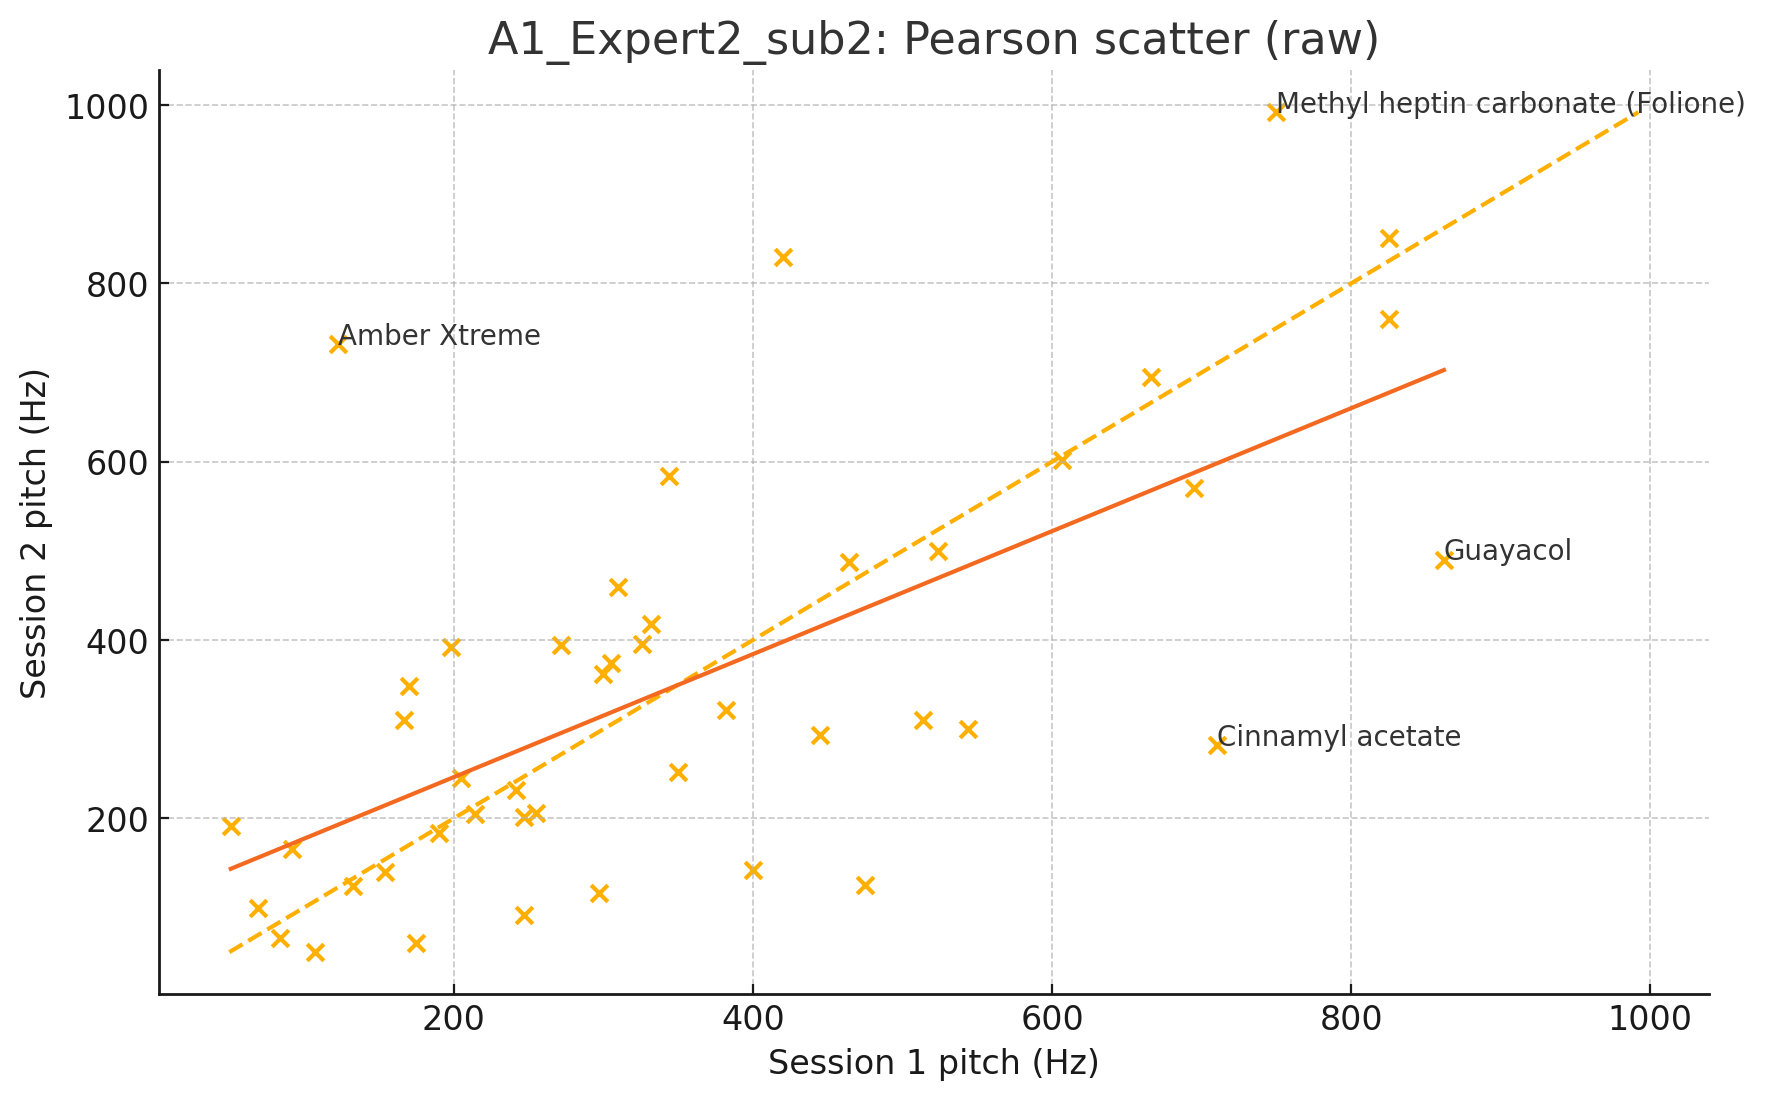 A1_Expert2_sub2: Pearson scatter (raw)
1000
Methyl heptin carbonate (Folione)
800
Amber Xtreme
600
Guayacol
400
Cinnamyl acetate
200
Session 2 pitch (Hz)
200 400 600 800 1000
Session 1 pitch (Hz)